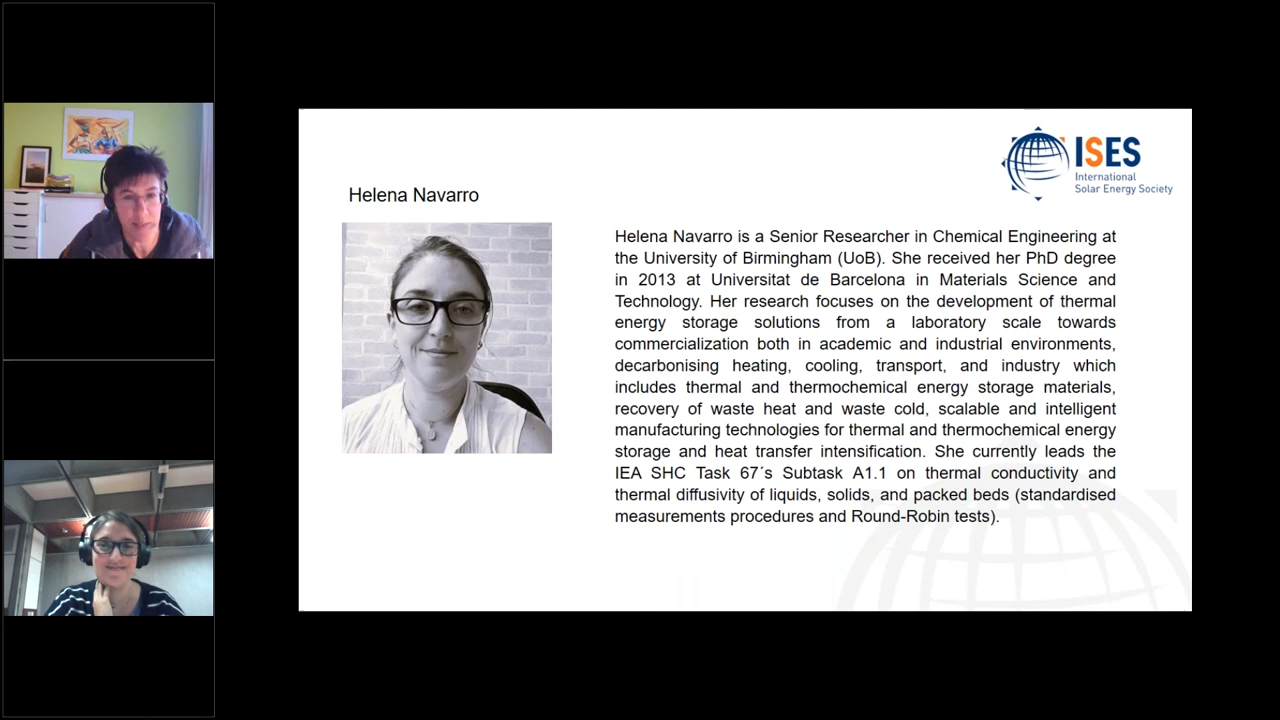 ISES
International
Solar Energy Society
Helena Navarro
Helena Navarro is a Senior Researcher in Chemical Engineering at
the University of Birmingham (UoB). She received her PhD degree
in 2013 at Universitat de Barcelona in Materials Science and
Technology. Her research focuses on the development of thermal
energy storage solutions from a laboratory scale towards
commercialization both in academic and industrial environments,
decarbonising heating, cooling, transport, and industry which
includes thermal and thermochemical energy storage materials,
recovery of waste heat and waste cold, scalable and intelligent
manufacturing technologies for thermal and thermochemical energy
storage and heat transfer intensification. She currently leads the
IEA SHC Task 67´s Subtask A1.1 on thermal conductivity and
thermal diffusivity of liquids, solids, and packed beds (standardised
measurements procedures and Round-Robin tests).